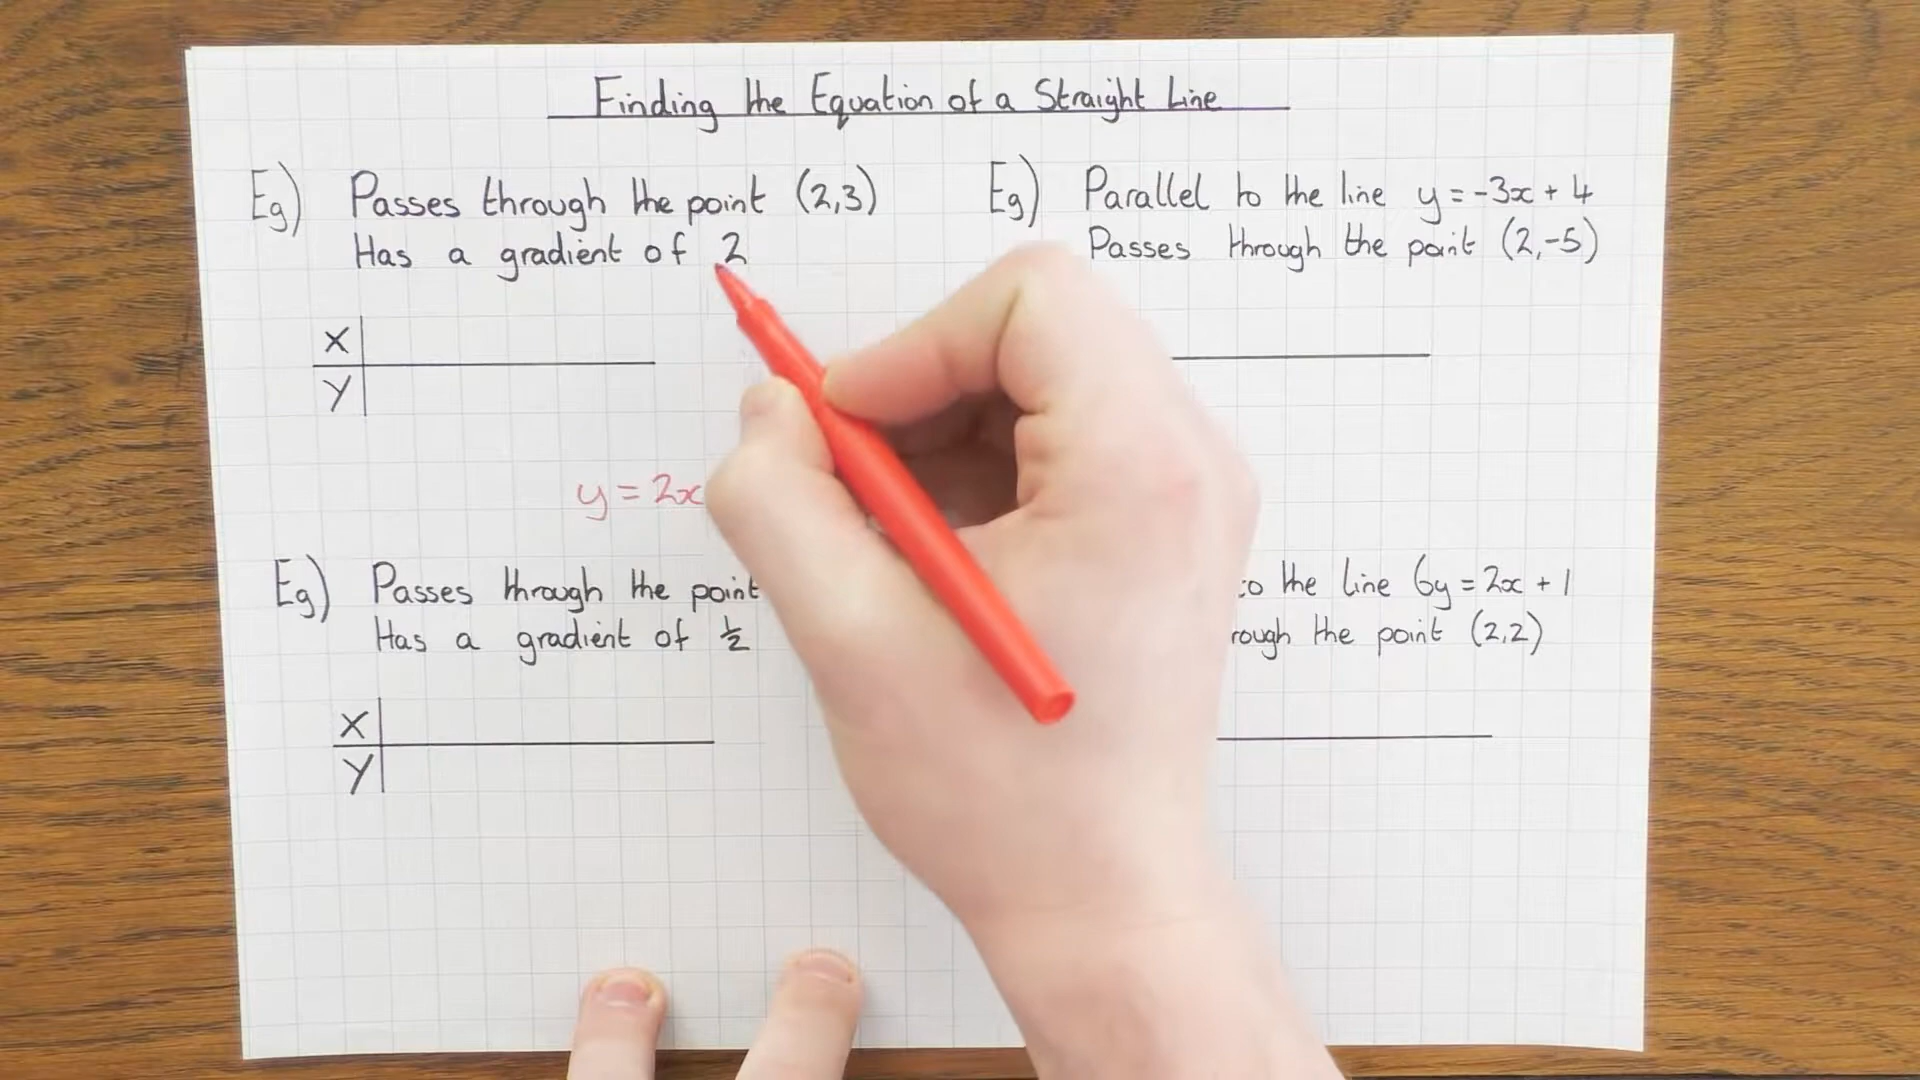 Finding the Equation of a Straight Line
Eg) Passes through the point (2,3)
Has a gradient of 2
X
Y
y = 2x
Eg) Parallel to the line y = -3x + 4
Passes through the point (2,-5)
Eg) Passes through the point
Has a gradient of ½
X
Y
to the line 6y = 2x + 1
the point (2,2)